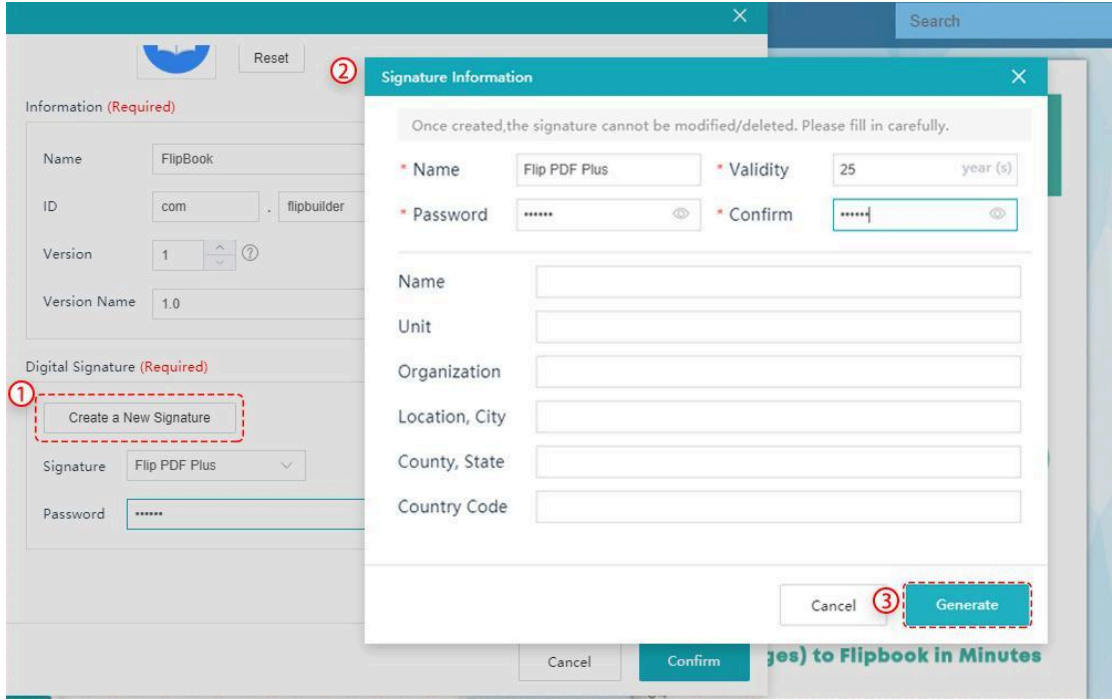 Search
Reset
Information (Required)
Name FlipBook
ID com . flipbuilder
Version 1
Version Name 1.0
Digital Signature (Required)
①
Create a New Signature
Signature Flip PDF Plus
Password ••••••
Cancel Confirm
②
Signature Information
Once created,the signature cannot be modified/deleted. Please fill in carefully.
* Name Flip PDF Plus * Validity 25 year (s)
* Password •••••• * Confirm ••••••
Name
Unit
Organization
Location, City
County, State
Country Code
Cancel ③ Generate
ges) to Flipbook in Minutes